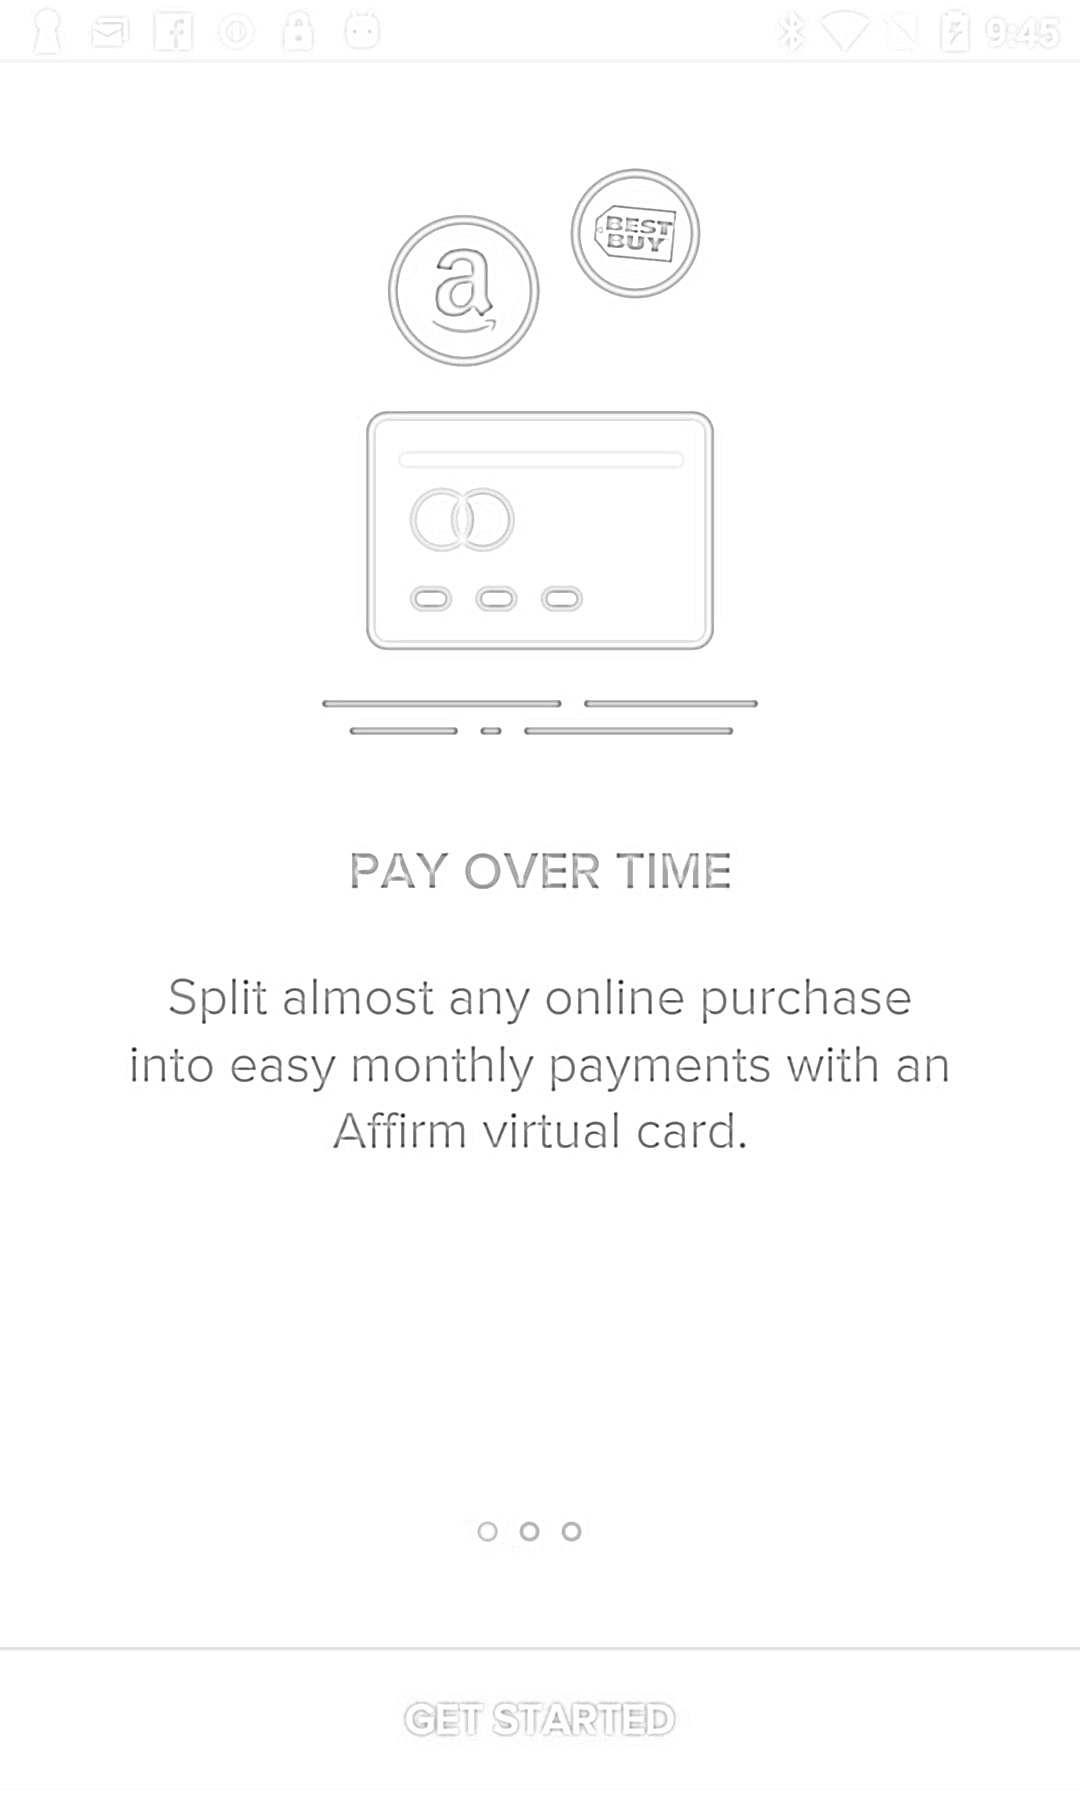 9:45
a
BEST
BUY
PAY OVER TIME
Split almost any online purchase
into easy monthly payments with an
Affirm virtual card.
GET STARTED